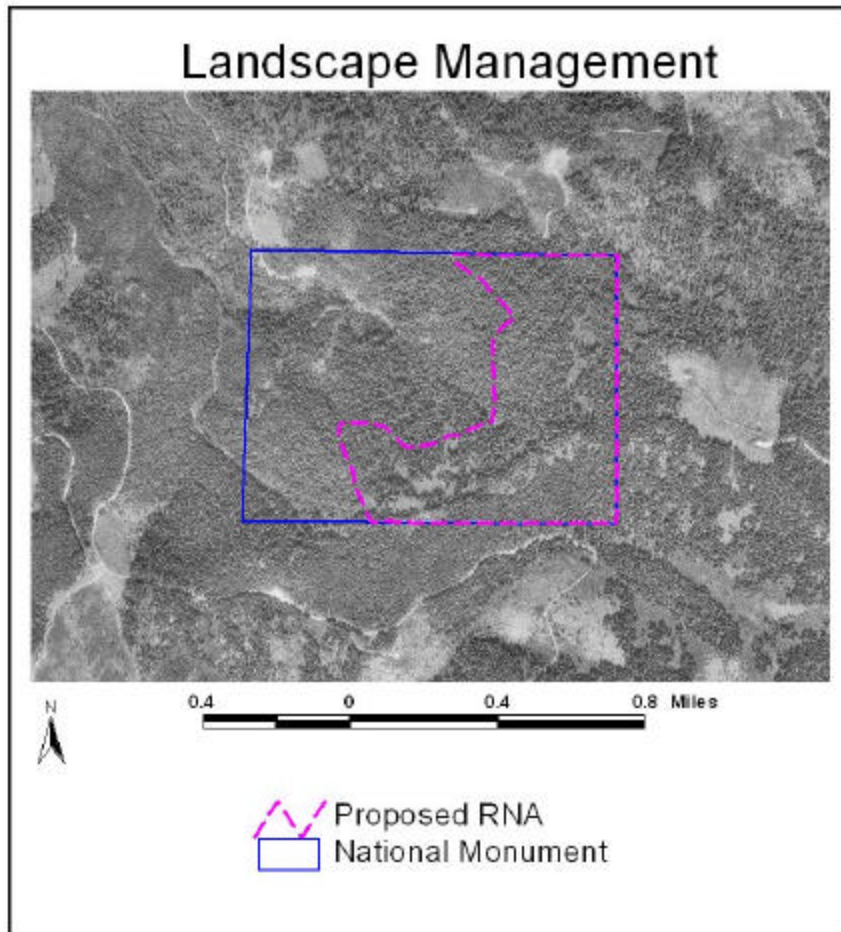 Landscape Management
0.4 0 0.4 0.8 Miles
N
Proposed RNA
National Monument